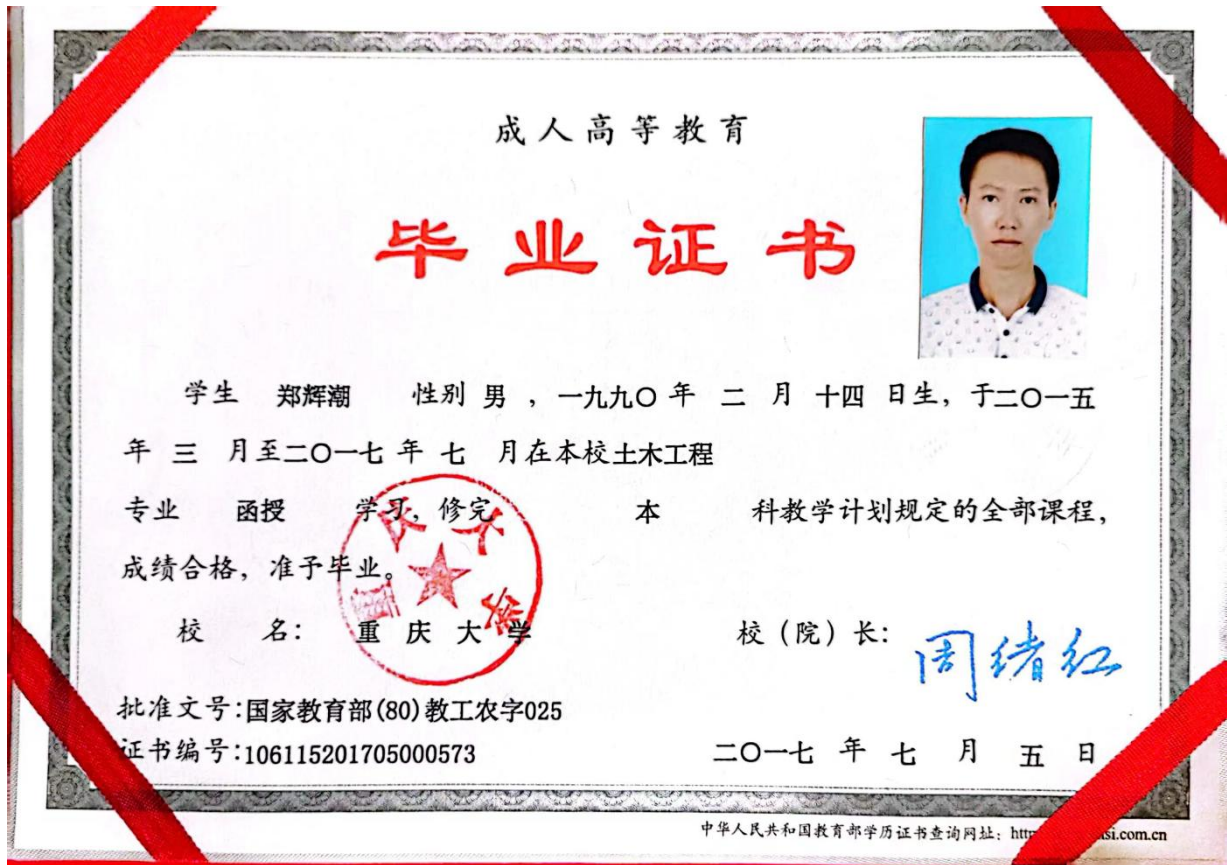 成人高等教育
毕业证书
学生 郑辉潮 性别 男 ，一九九〇 年 二 月 十四 日生，于二〇一五
年 三 月至二〇一七 年 七 月在本校土木工程
专业 函授 学习，修完 本 科教学计划规定的全部课程，
成绩合格，准予毕业。
校 名： 重庆大学 校（院）长： 周绪红
重庆大学
批准文号：国家教育部(80)教工农字025
证书编号：106115201705000573 二〇一七 年 七 月 五 日
中华人民共和国教育部学历证书查询网址：